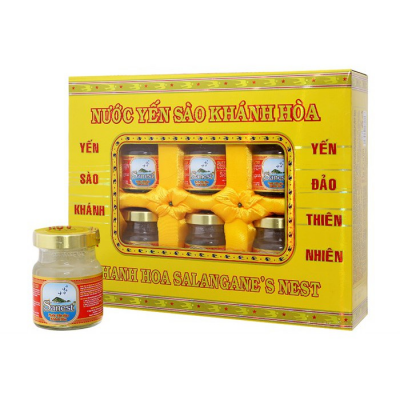 NƯỚC YẾN SÀO KHÁNH HÒA
YẾN
SÀO
KHÁNH
YẾN
ĐẢO
THIÊN
NHIÊN
HANH HOA SALANGANE'S NEST
Sanest